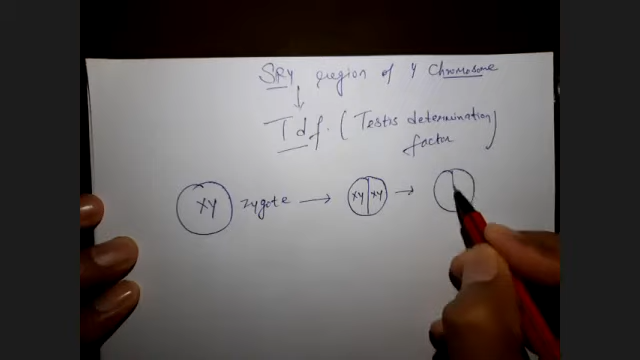 SRY region of Y Chromosome
Tdf. (Testis determination
factor)
XY zygote XY XY